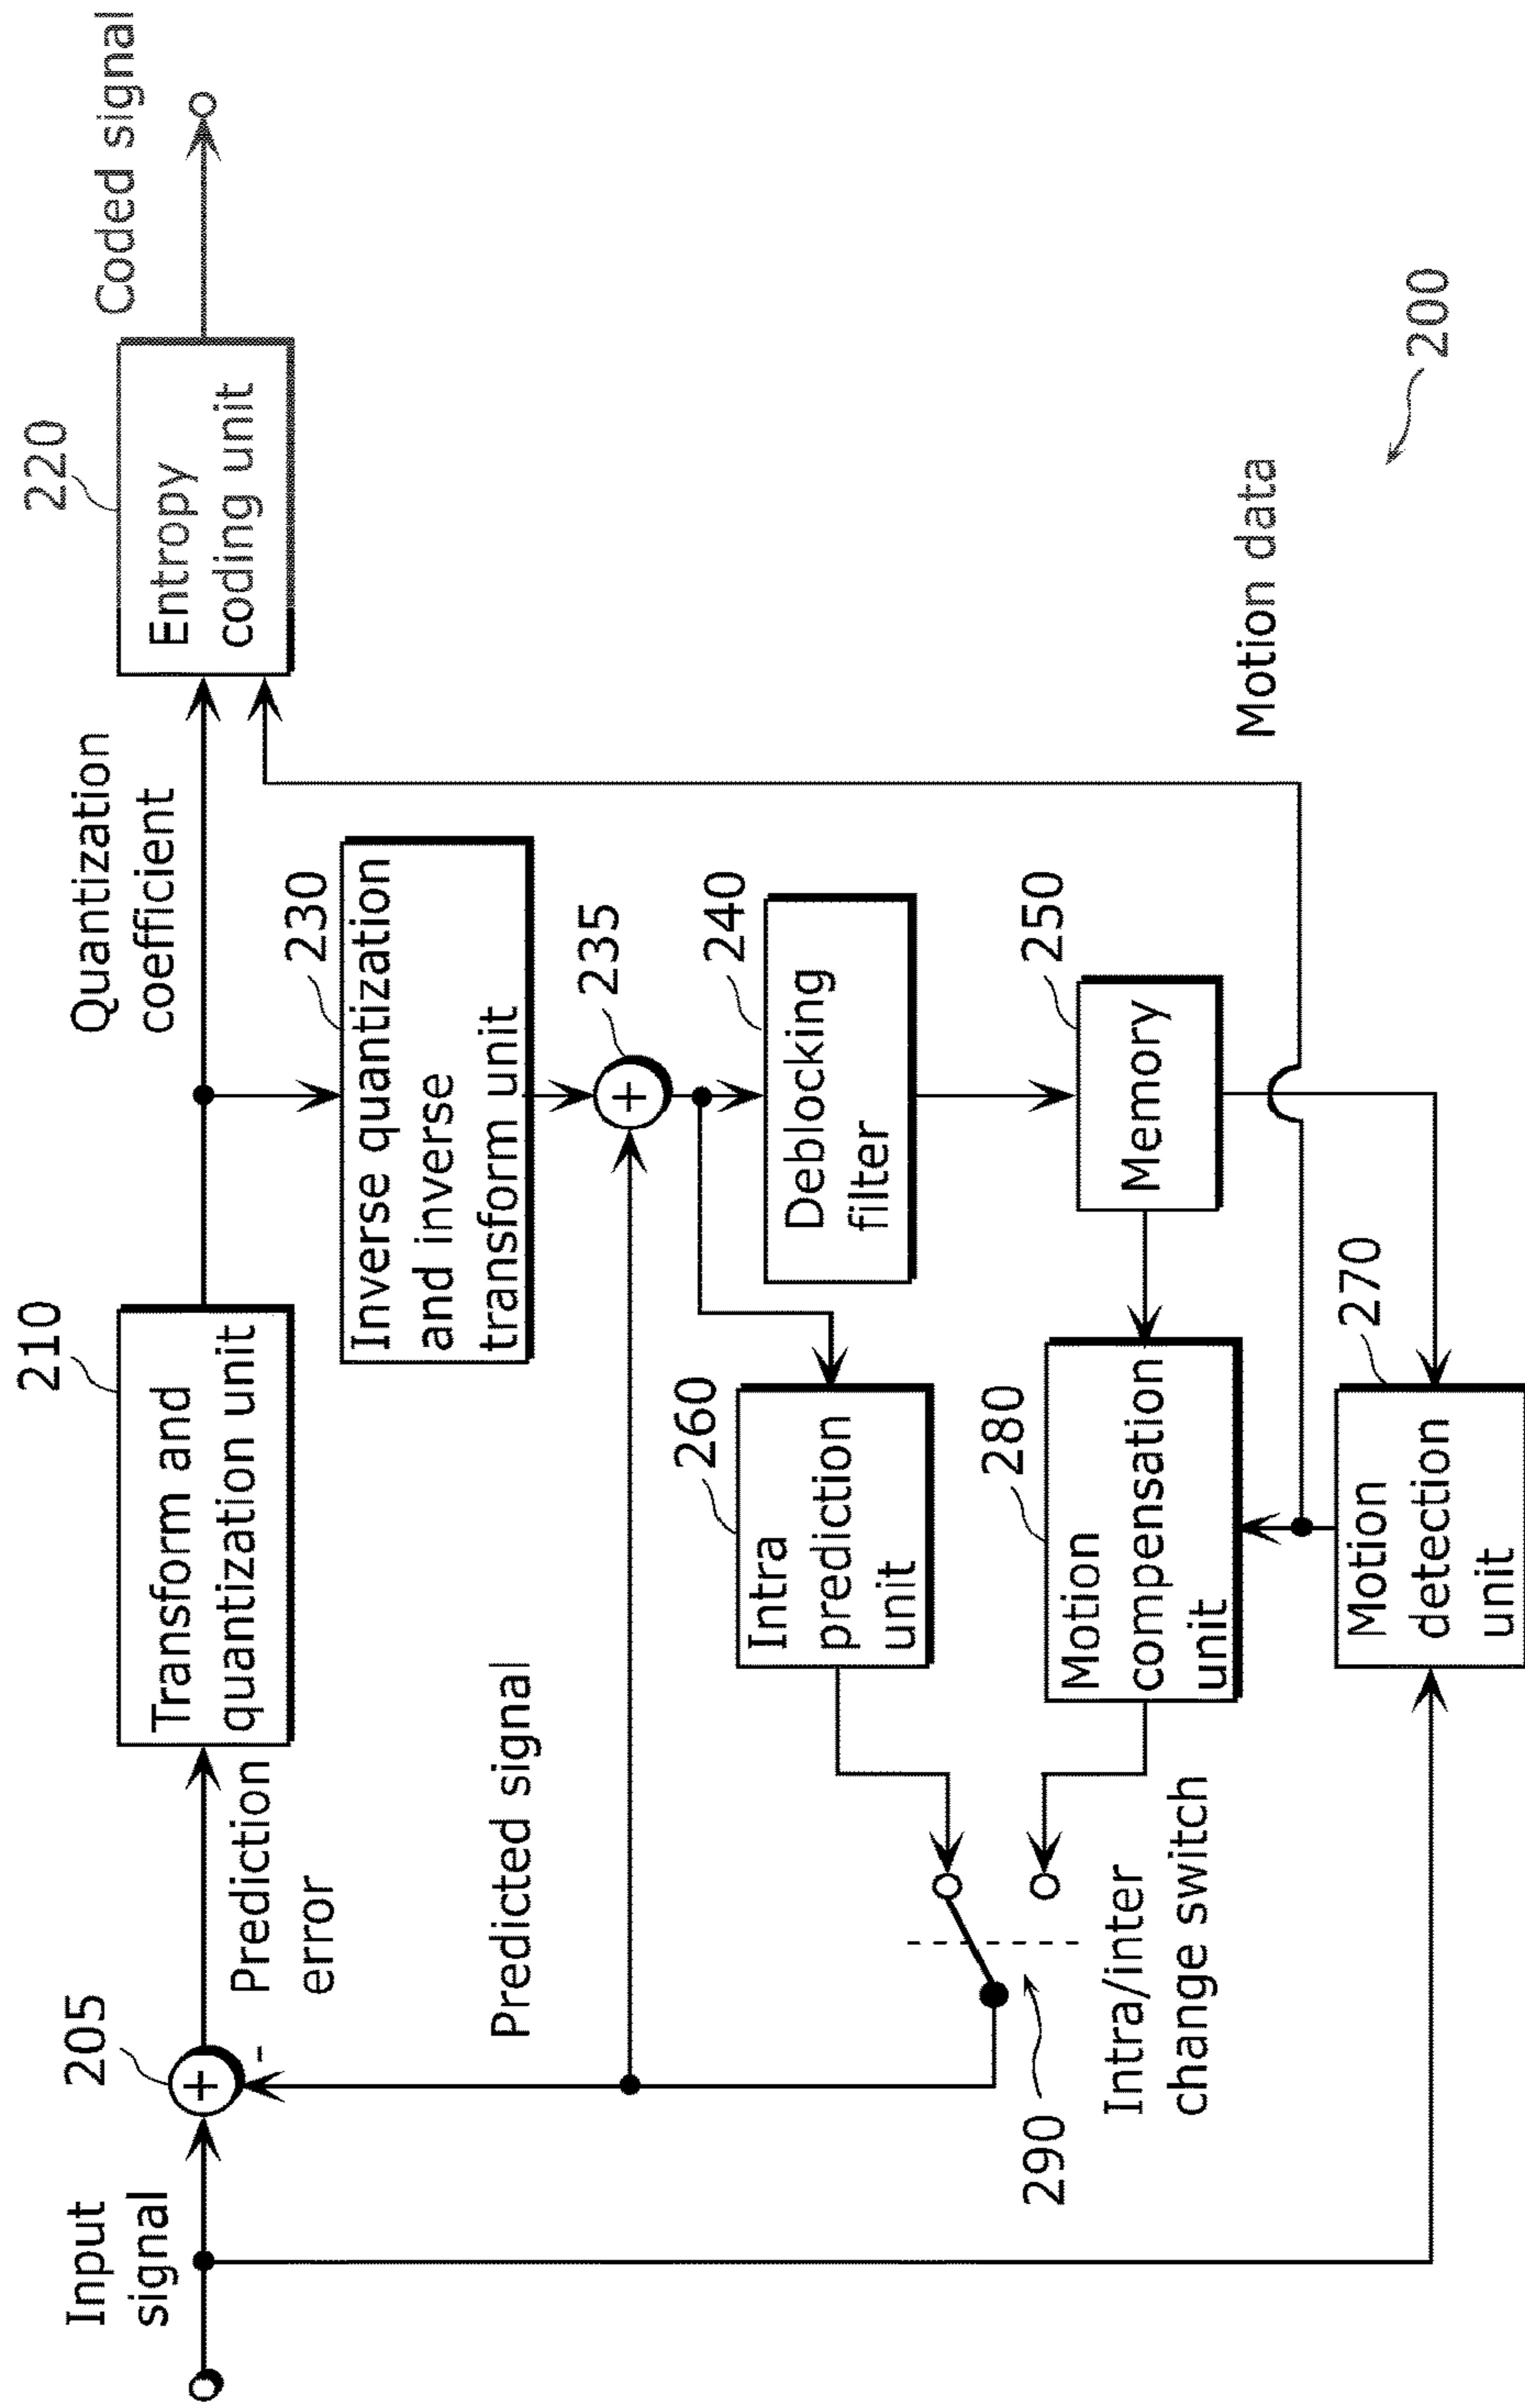 Input
signal
205
Prediction
error
210
Transform and
quantization unit
Quantization
coefficient
220
Entropy
coding unit
Coded signal
230
Inverse quantization
and inverse
transform unit
Predicted signal
235
+
+
-
240
Deblocking
filter
260
Intra
prediction
unit
250
Memory
280
Motion
compensation
unit
290
Intra/inter
change switch
270
Motion
detection
unit
Motion data
200